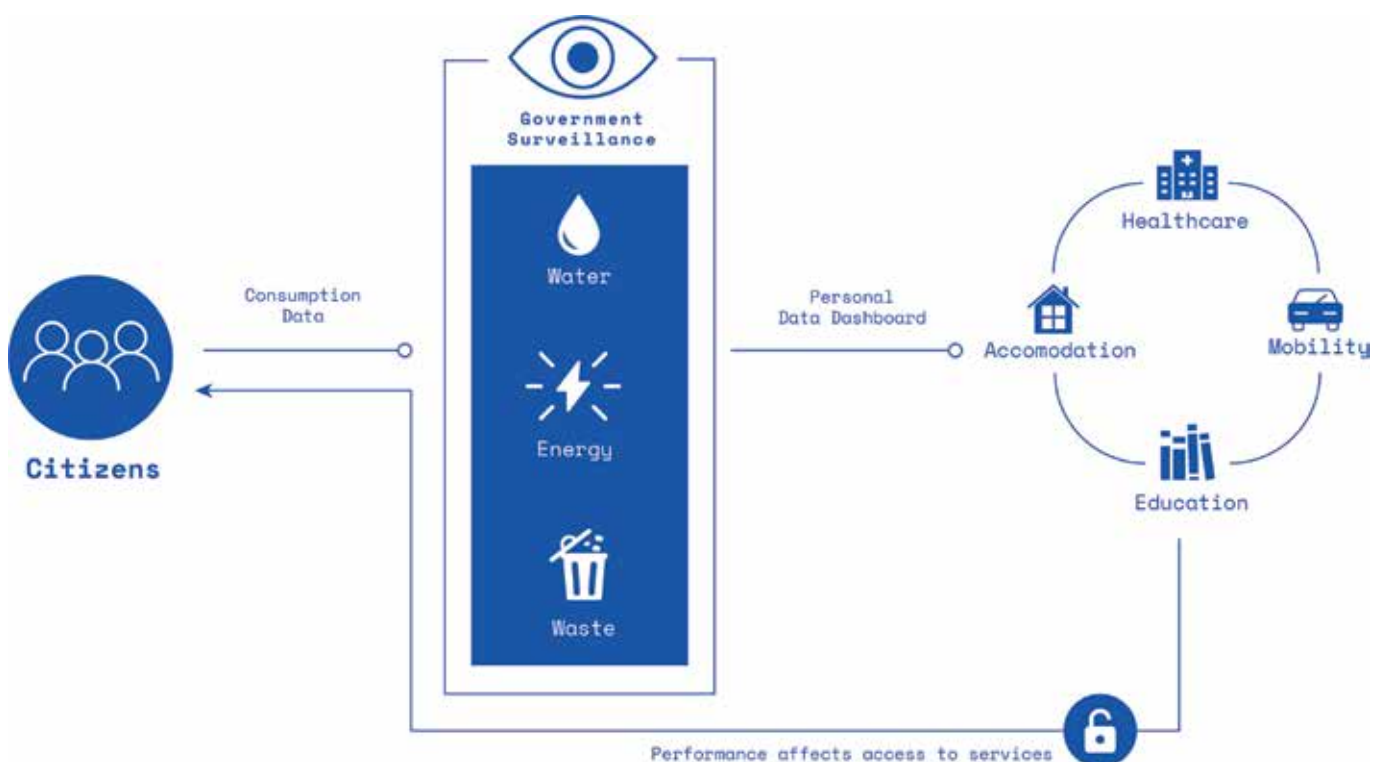 Government
Surveillance
Water
Energy
Waste
Consumption
Data
Citizens
Personal
Data Dashboard
Healthcare
Accomodation
Mobility
Education
Performance affects access to services